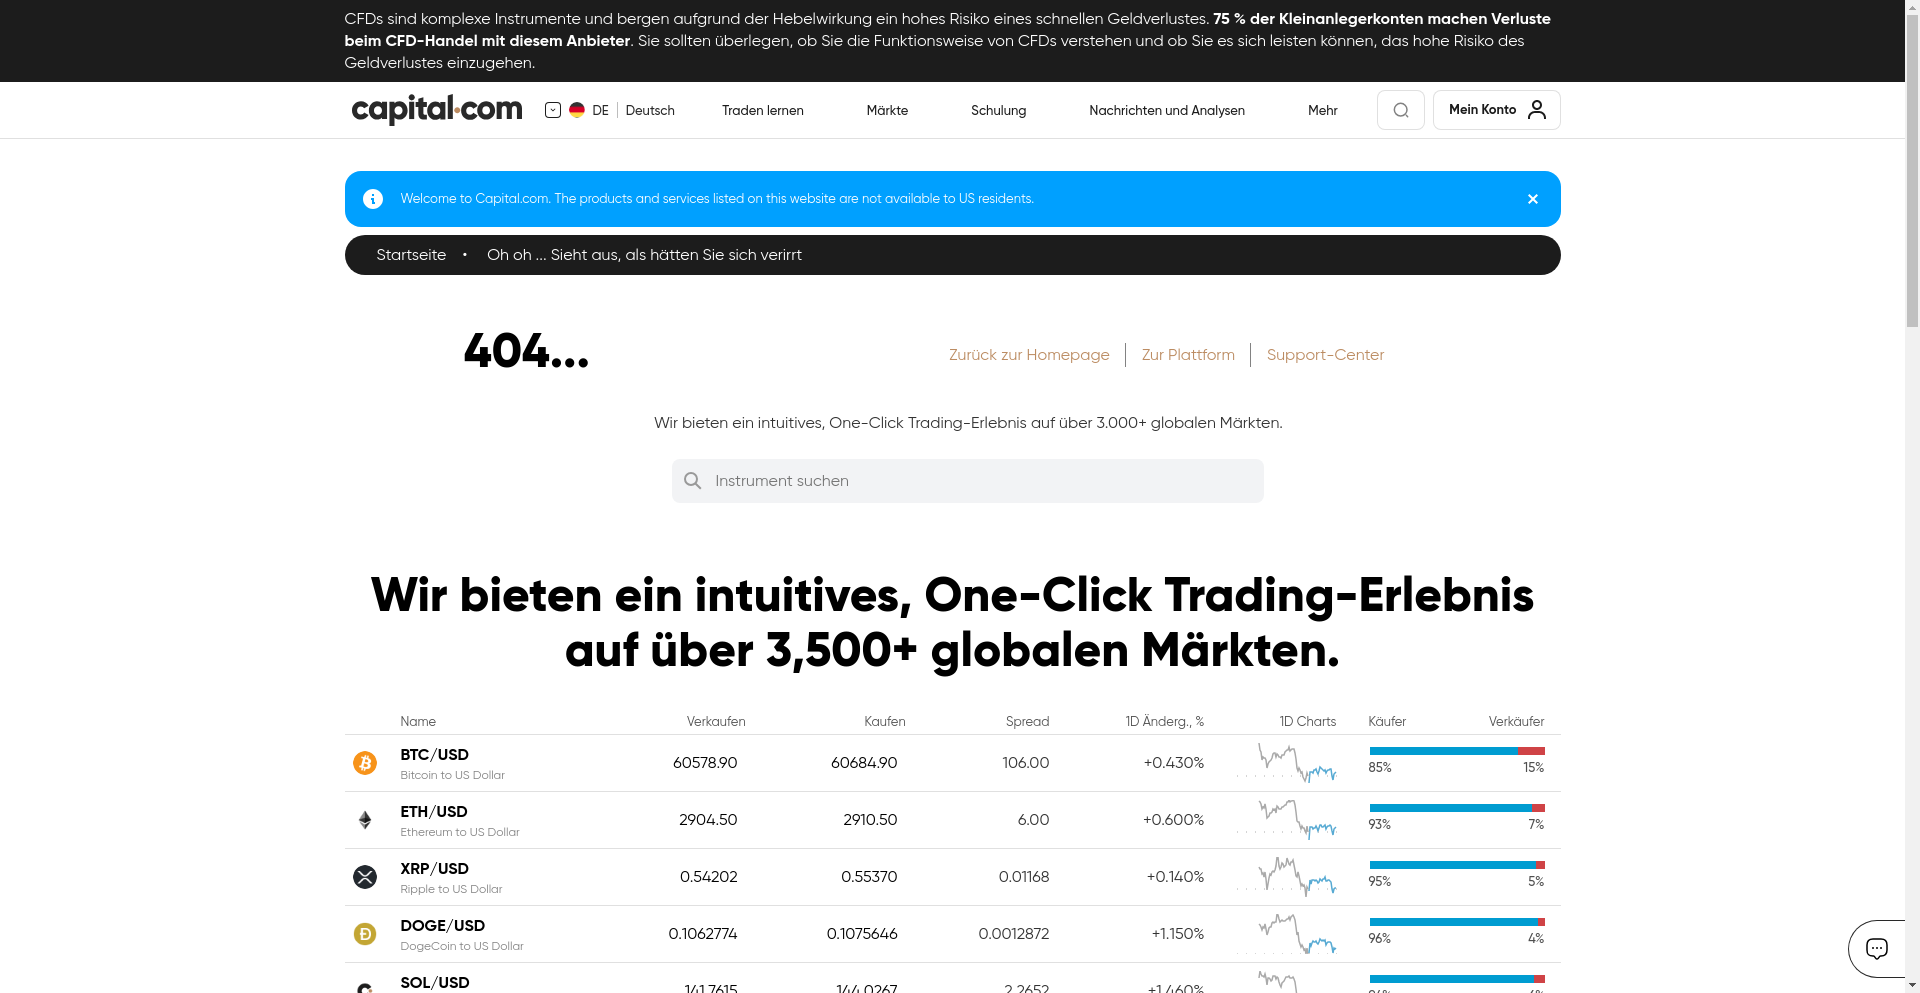 CFDs sind komplexe Instrumente und bergen aufgrund der Hebelwirkung ein hohes Risiko eines schnellen Geldverlustes. 75 % der Kleinanlegerkonten machen Verluste
beim CFD-Handel mit diesem Anbieter. Sie sollten überlegen, ob Sie die Funktionsweise von CFDs verstehen und ob Sie es sich leisten können, das hohe Risiko des
Geldverlustes einzugehen.
capital.com DE Deutsch Traden lernen Märkte Schulung Nachrichten und Analysen Mehr Mein Konto
Welcome to Capital.com. The products and services listed on this website are not available to US residents.
Startseite • Oh oh ... Sieht aus, als hätten Sie sich verirrt
404... Zurück zur Homepage Zur Plattform Support-Center
Wir bieten ein intuitives, One-Click Trading-Erlebnis auf über 3.000+ globalen Märkten.
Instrument suchen
Wir bieten ein intuitives, One-Click Trading-Erlebnis
auf über 3,500+ globalen Märkten.
Name Verkaufen Kaufen Spread 1D Änderg., % 1D Charts Käufer Verkäufer
BTC/USD 60578.90 60684.90 106.00 +0.430%
Bitcoin to US Dollar 85% 15%
ETH/USD 2904.50 2910.50 6.00 +0.600%
Ethereum to US Dollar 93% 7%
XRP/USD 0.54202 0.55370 0.01168 +0.140%
Ripple to US Dollar 95% 5%
DOGE/USD 0.1062774 0.1075646 0.0012872 +1.150%
DogeCoin to US Dollar 96% 4%
SOL/USD 141.7615 144.0267 2.2652 +1.460%